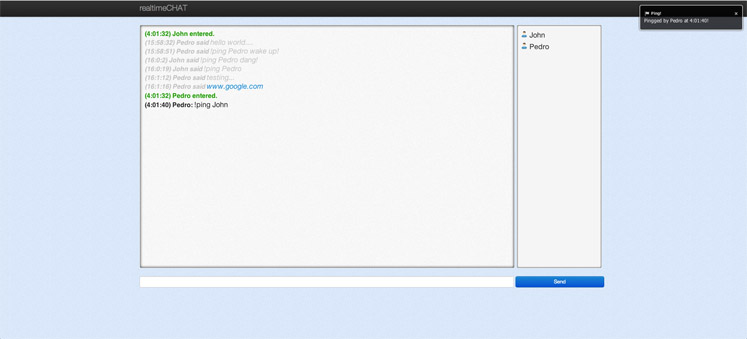 realtimeCHAT
Ping!
Pingged by Pedro at 4:01:40!
(4:01:32) John entered.
(15:58:32) Pedro said hello world....
(15:58:51) Pedro said !ping Pedro wake up!
(16:0:2) John said !ping Pedro dang!
(16:0:19) John said !ping Pedro
(16:1:12) Pedro said testing...
(16:1:16) Pedro said www.google.com
(4:01:32) Pedro entered.
(4:01:40) Pedro: !ping John
John
Pedro
Send